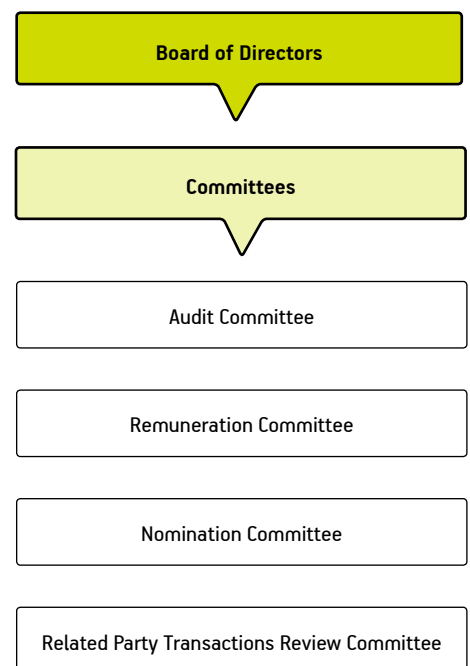 Board of Directors
Committees
Audit Committee
Remuneration Committee
Nomination Committee
Related Party Transactions Review Committee